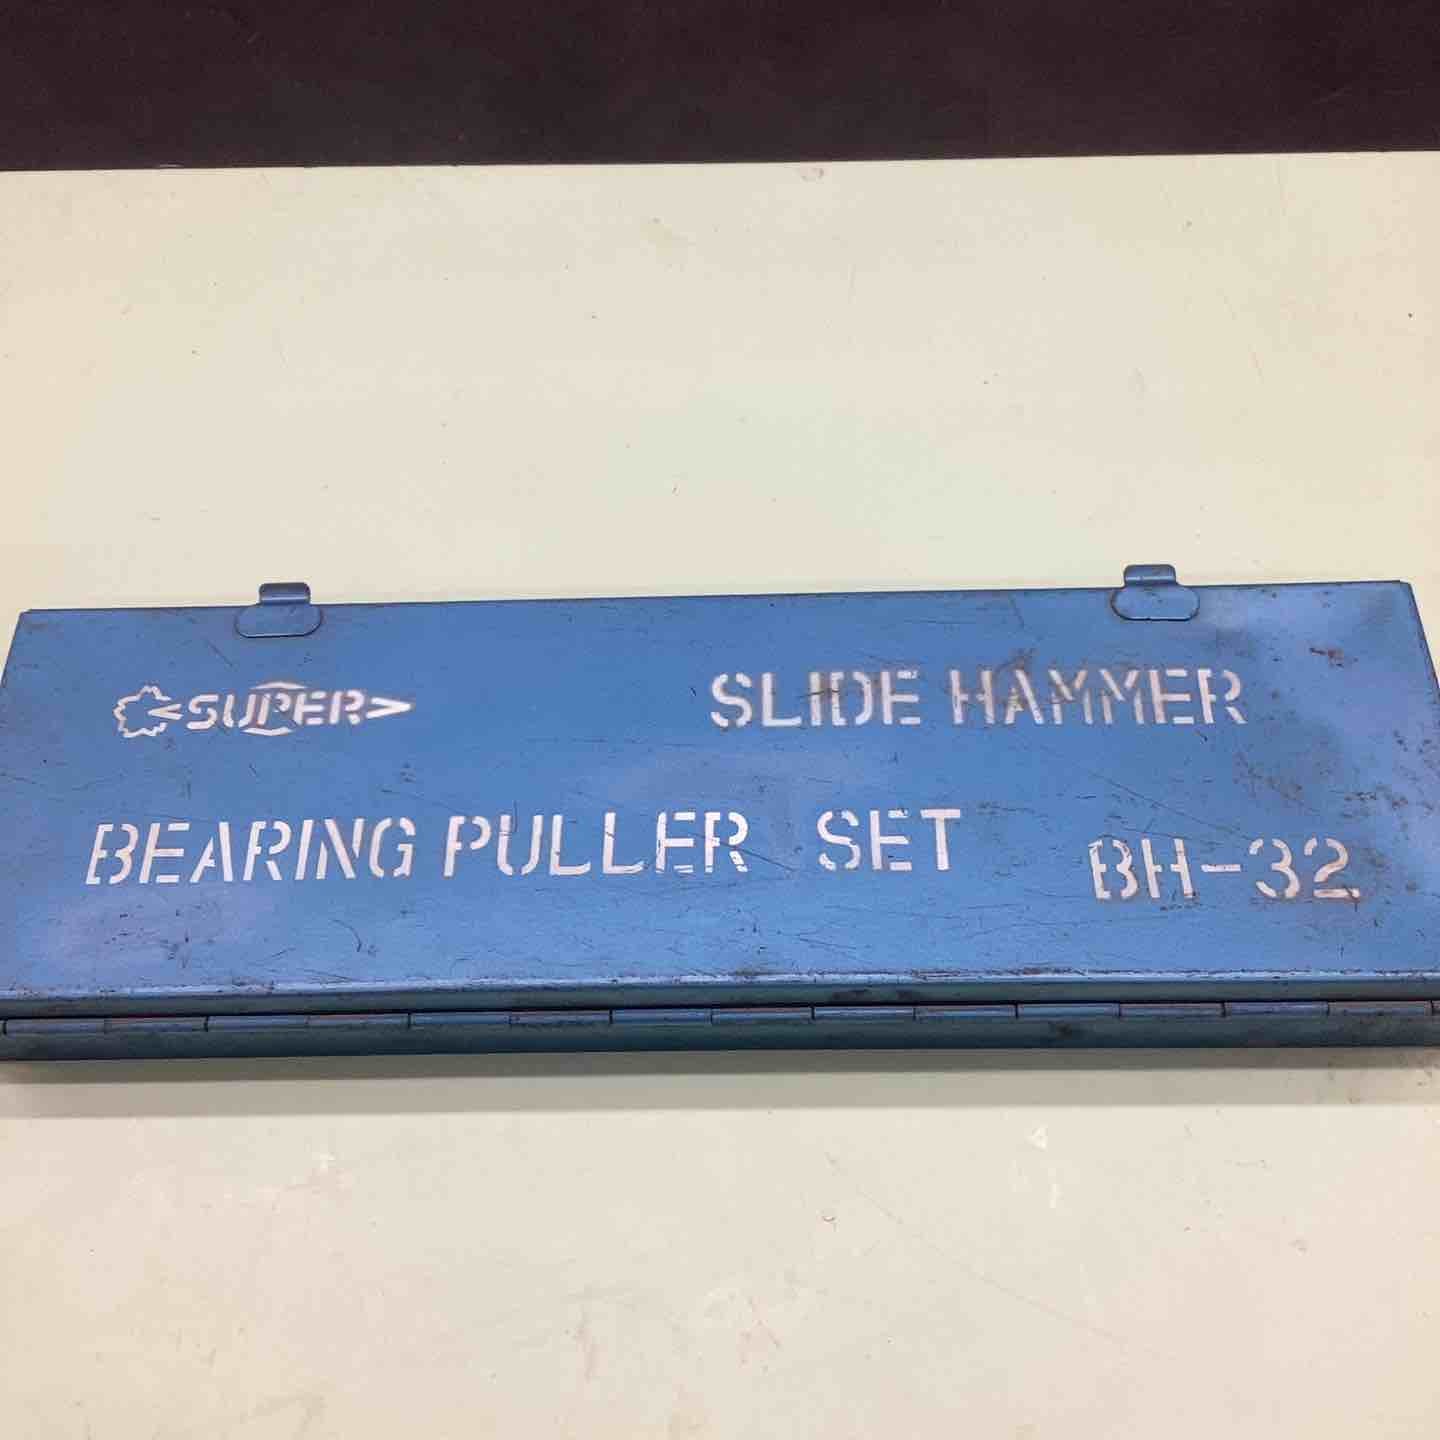 SUPER
SLIDE HAMMER
BEARING PULLER SET
BH-32